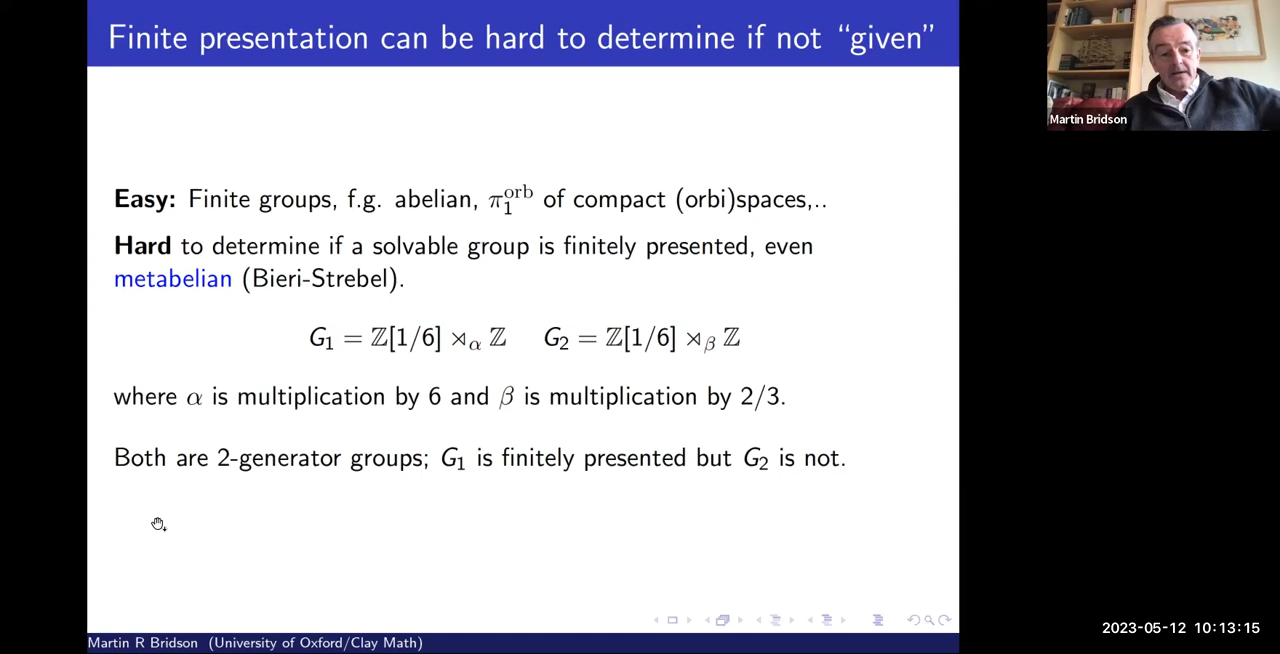 Finite presentation can be hard to determine if not “given”
Martin Bridson
Easy: Finite groups, f.g. abelian, π₁ᵒʳᵇ of compact (orbi)spaces,..
Hard to determine if a solvable group is finitely presented, even
metabelian (Bieri-Strebel).
G₁ = ℤ[1/6] ⋊_α ℤ G₂ = ℤ[1/6] ⋊_β ℤ
where α is multiplication by 6 and β is multiplication by 2/3.
Both are 2-generator groups; G₁ is finitely presented but G₂ is not.
Martin R Bridson (University of Oxford/Clay Math)
2023-05-12 10:13:15